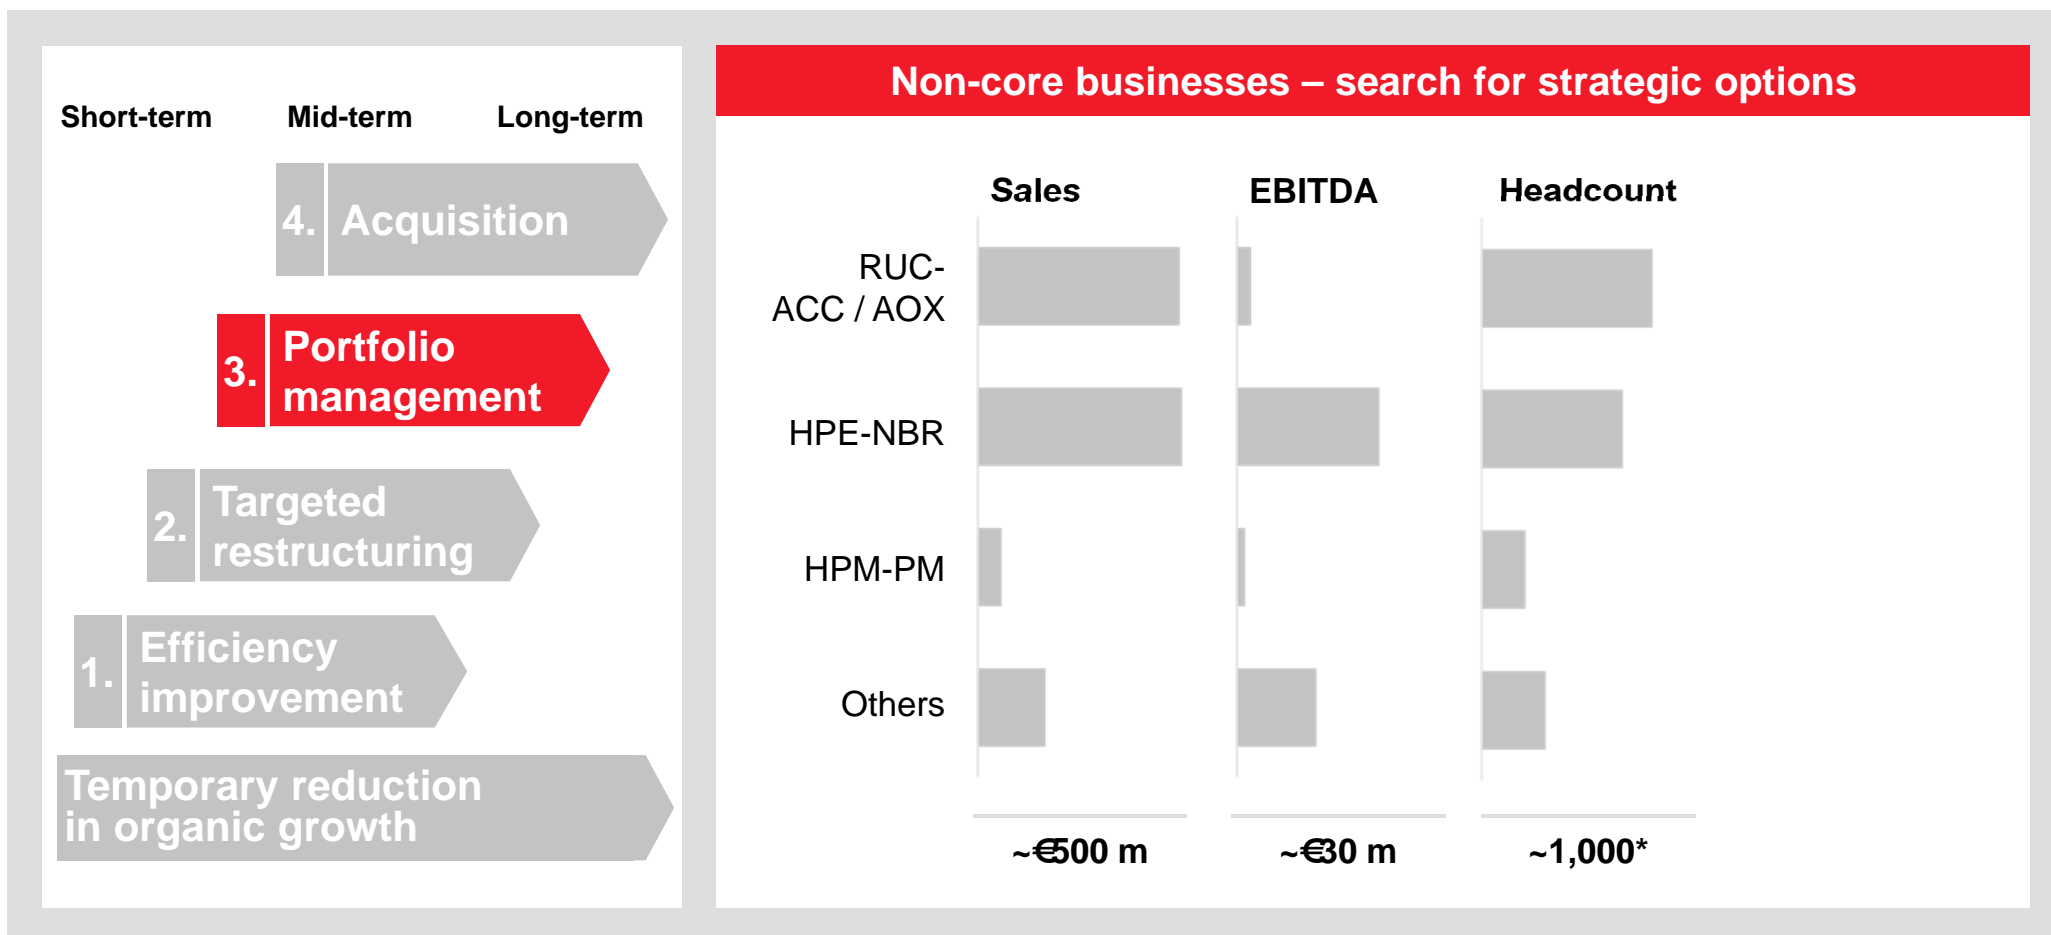 Short-term Mid-term Long-term
4. Acquisition
3. Portfolio
management
2. Targeted
restructuring
1. Efficiency
improvement
Temporary reduction
in organic growth
Non-core businesses – search for strategic options
Sales EBITDA Headcount
RUC-
ACC / AOX
HPE-NBR
HPM-PM
Others
~€500 m ~€30 m ~1,000*